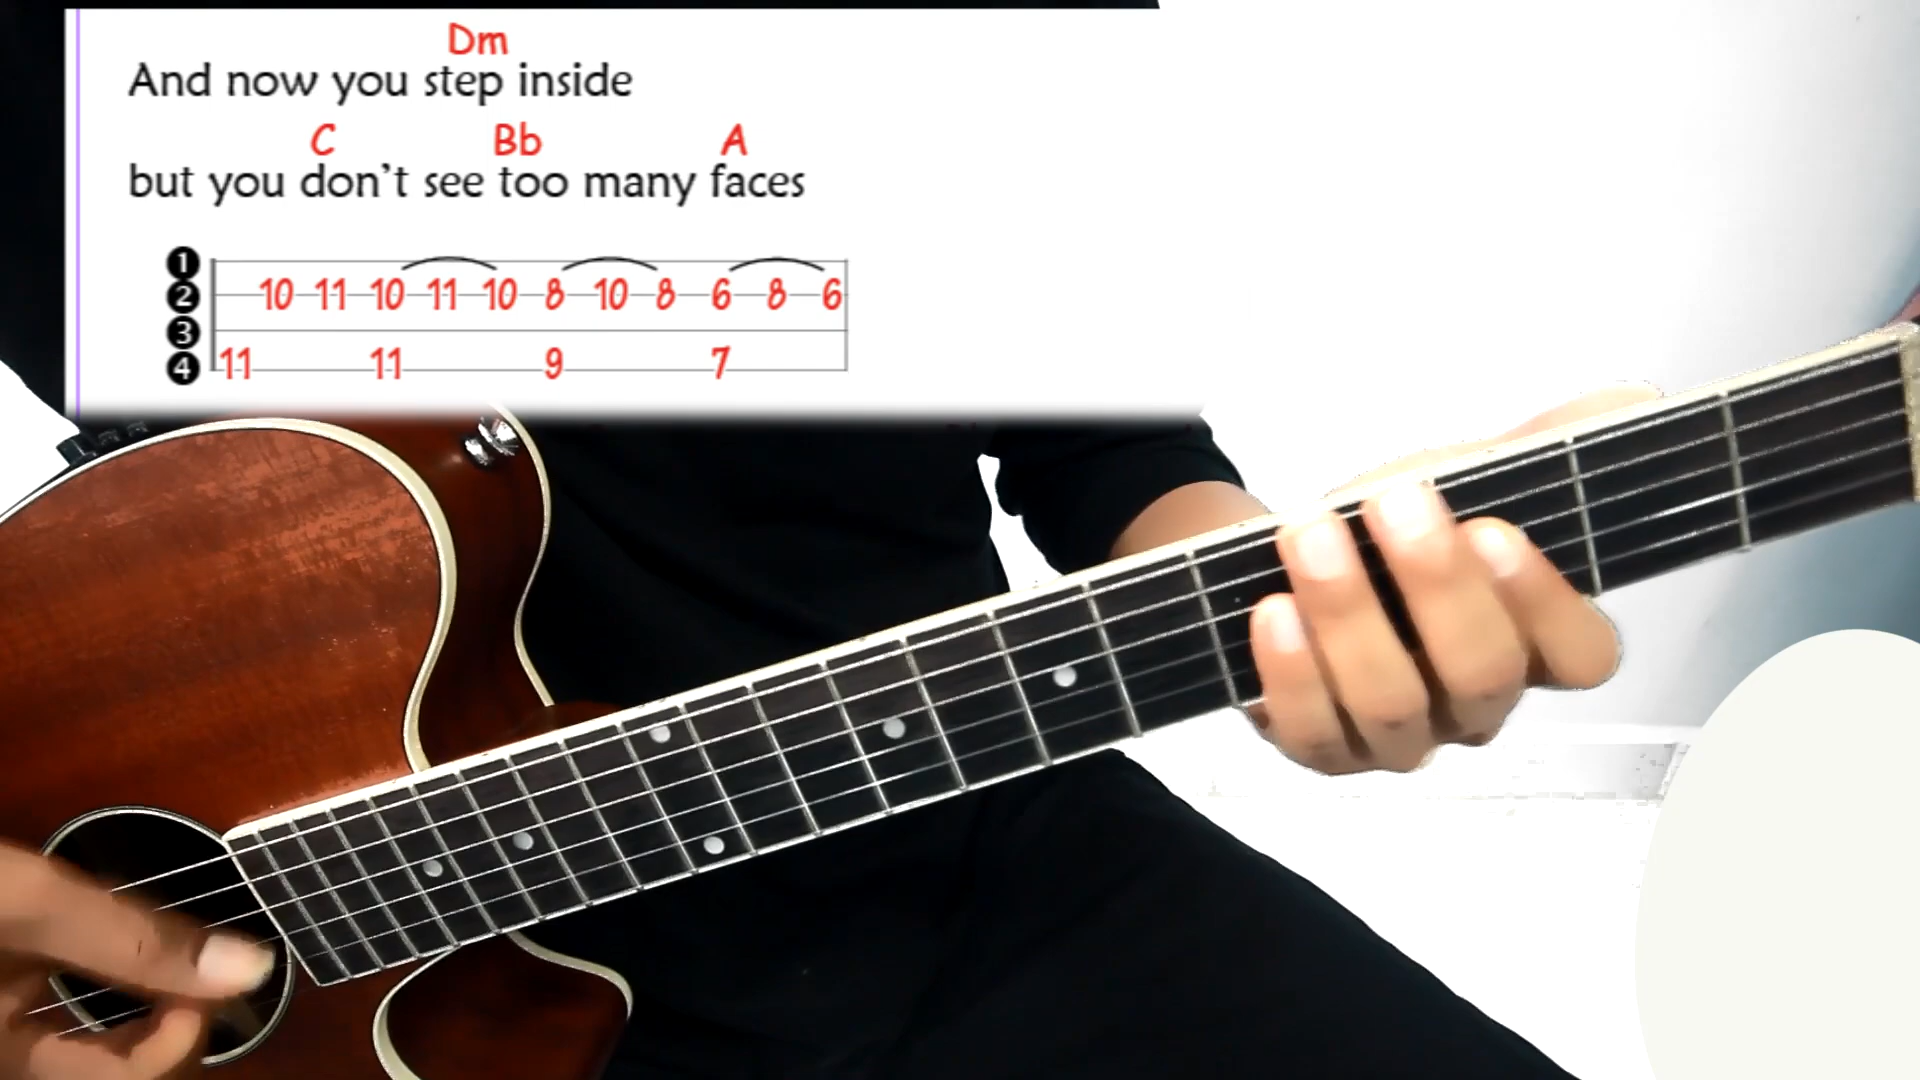 Dm
And now you step inside
C Bb A
but you don't see too many faces
1
2 10 11 10 11 10 8 10 8 6 8 6
3
4 11 11 9 7